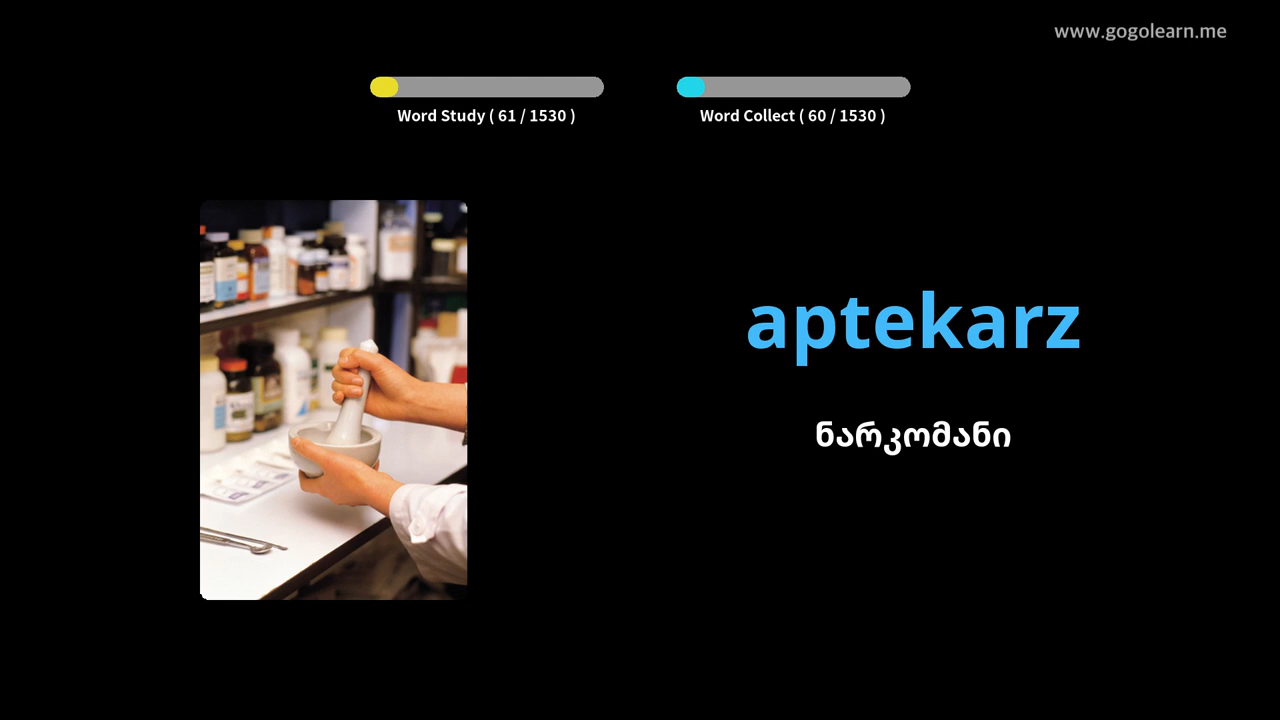 www.gogolearn.me
Word Study ( 61 / 1530 )
Word Collect ( 60 / 1530 )
aptekarz
ნარკომანი